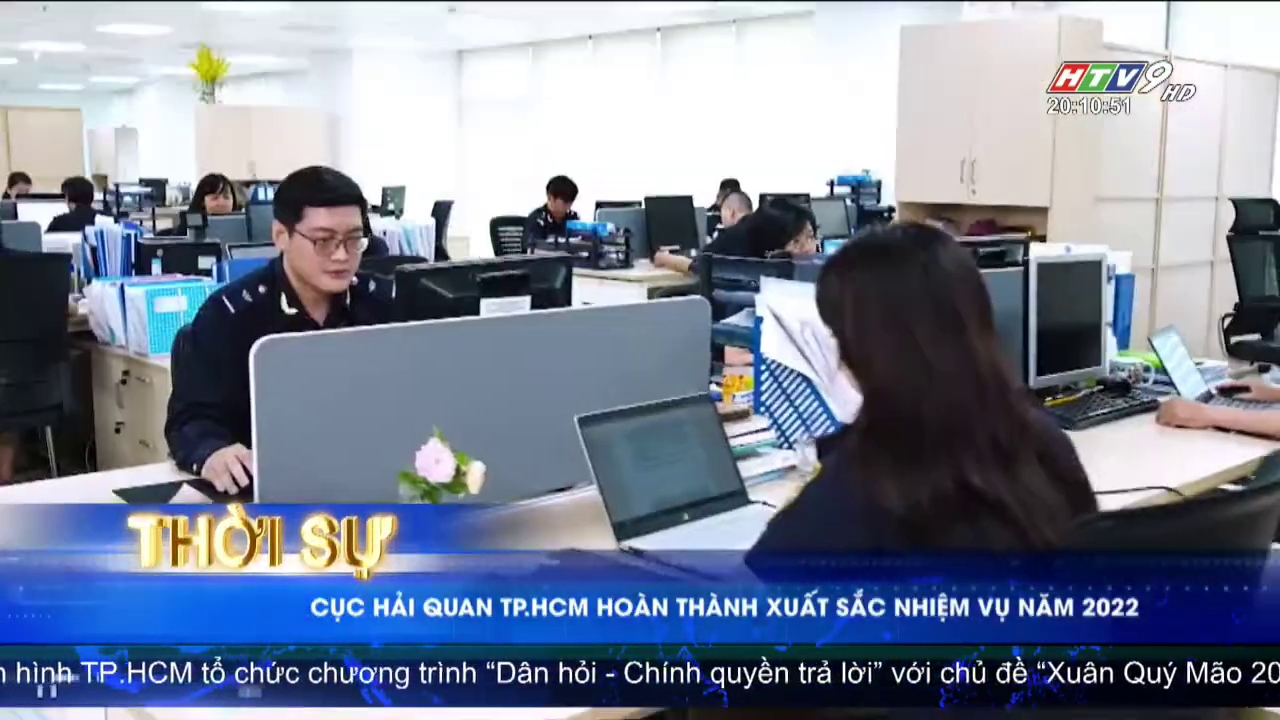 HTV9 HD
20:10:51
THỜI SỰ
CỤC HẢI QUAN TP.HCM HOÀN THÀNH XUẤT SẮC NHIỆM VỤ NĂM 2022
hình TP.HCM tổ chức chương trình “Dân hỏi - Chính quyền trả lời” với chủ đề “Xuân Quý Mão 20